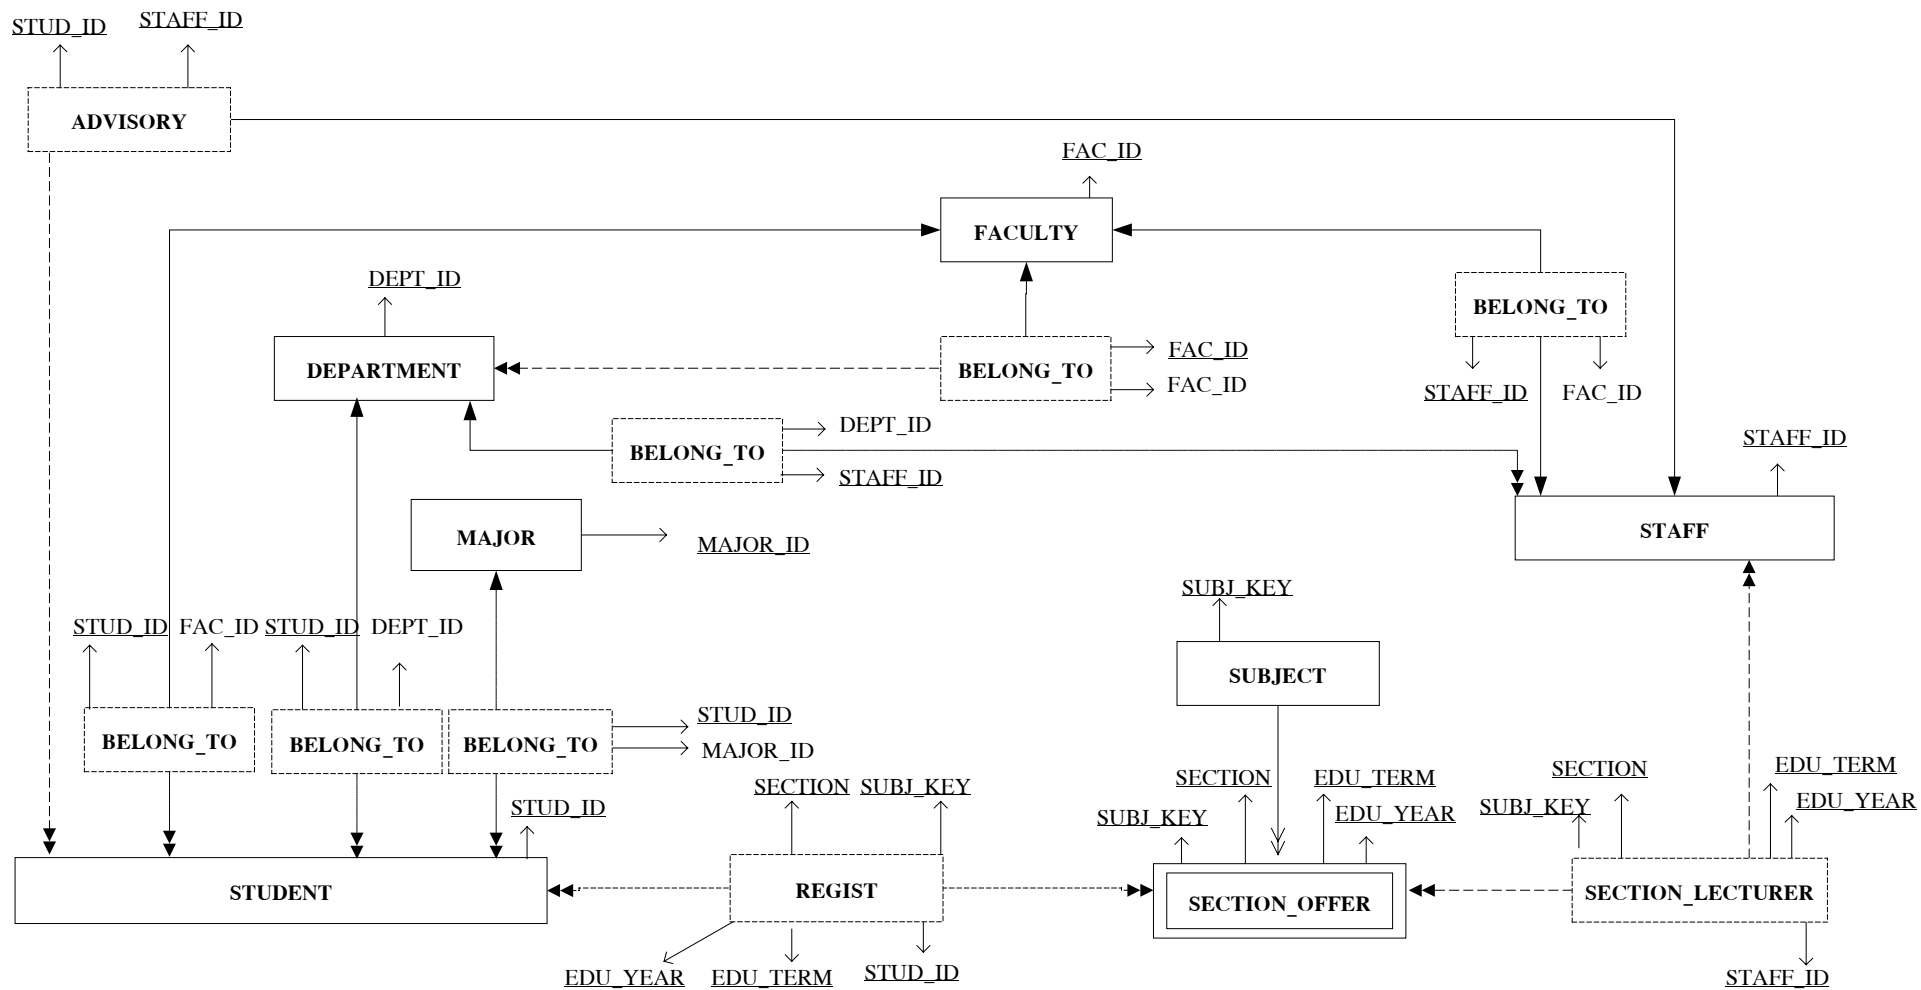 STUD_ID
STAFF_ID
ADVISORY
FAC_ID
FACULTY
DEPT_ID
DEPARTMENT
BELONG_TO
FAC_ID
FAC_ID
BELONG_TO
STAFF_ID
FAC_ID
BELONG_TO
DEPT_ID
STAFF_ID
STAFF_ID
STAFF
MAJOR
MAJOR_ID
SUBJ_KEY
SUBJECT
STUD_ID
FAC_ID
STUD_ID
DEPT_ID
BELONG_TO
BELONG_TO
BELONG_TO
STUD_ID
MAJOR_ID
STUD_ID
STUDENT
SECTION
SUBJ_KEY
REGIST
EDU_YEAR
EDU_TERM
STUD_ID
SUBJ_KEY
SECTION
EDU_TERM
EDU_YEAR
SECTION_OFFER
SUBJ_KEY
SECTION
EDU_TERM
EDU_YEAR
SECTION_LECTURER
STAFF_ID